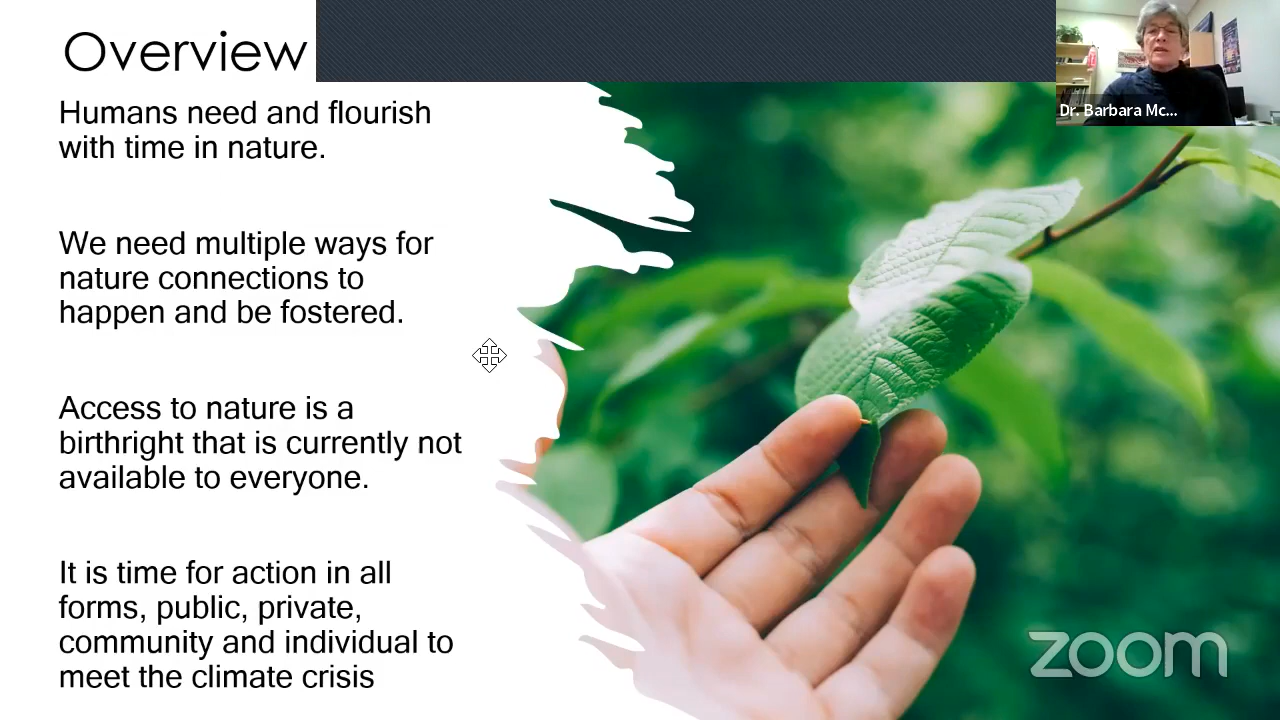 Overview
Humans need and flourish
with time in nature.
We need multiple ways for
nature connections to
happen and be fostered.
Access to nature is a
birthright that is currently not
available to everyone.
It is time for action in all
forms, public, private,
community and individual to
meet the climate crisis
Dr. Barbara Mc...
zoom